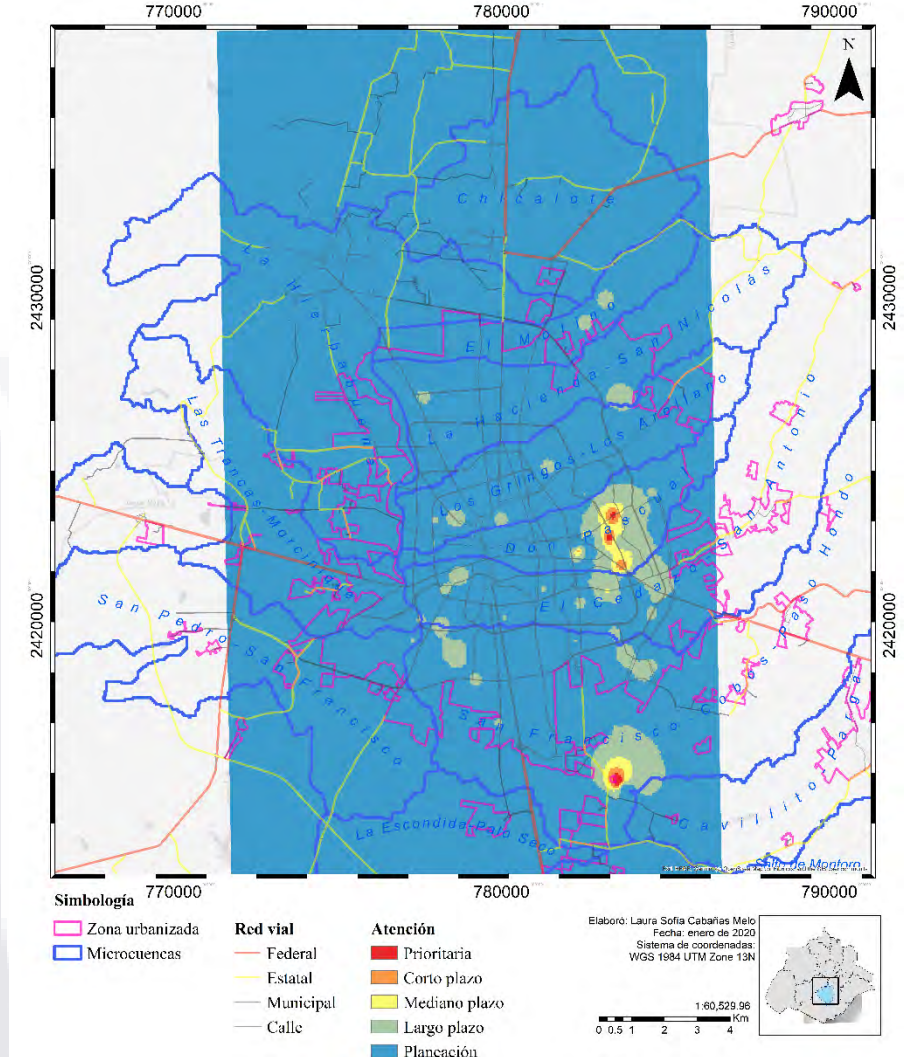 770000
780000
790000
N
Chicalote
La Hierbabuena
2430000
2430000
El Molino
La Hacienda-San Nicolás
Los Gringos-Los Arellano
Las Trancas-Morcinique
Don Pascual
El Cedazo-San Antonio
San Pedro
2420000
2420000
San Francisco
San Francisco
Cobos-Paso Hondo
Cavillito Parga
La Escondida-Palo Seco
Salto de Montoro
770000
780000
790000
Simbología
Zona urbanizada
Microcuencas
Red vial
Federal
Estatal
Municipal
Calle
Atención
Prioritaria
Corto plazo
Mediano plazo
Largo plazo
Planeación
Elaboró: Laura Sofía Cabañas Melo
Fecha: enero de 2020
Sistema de coordenadas:
WGS 1984 UTM Zone 13N
1:60,529.96
Km
0 0.5 1 2 3 4